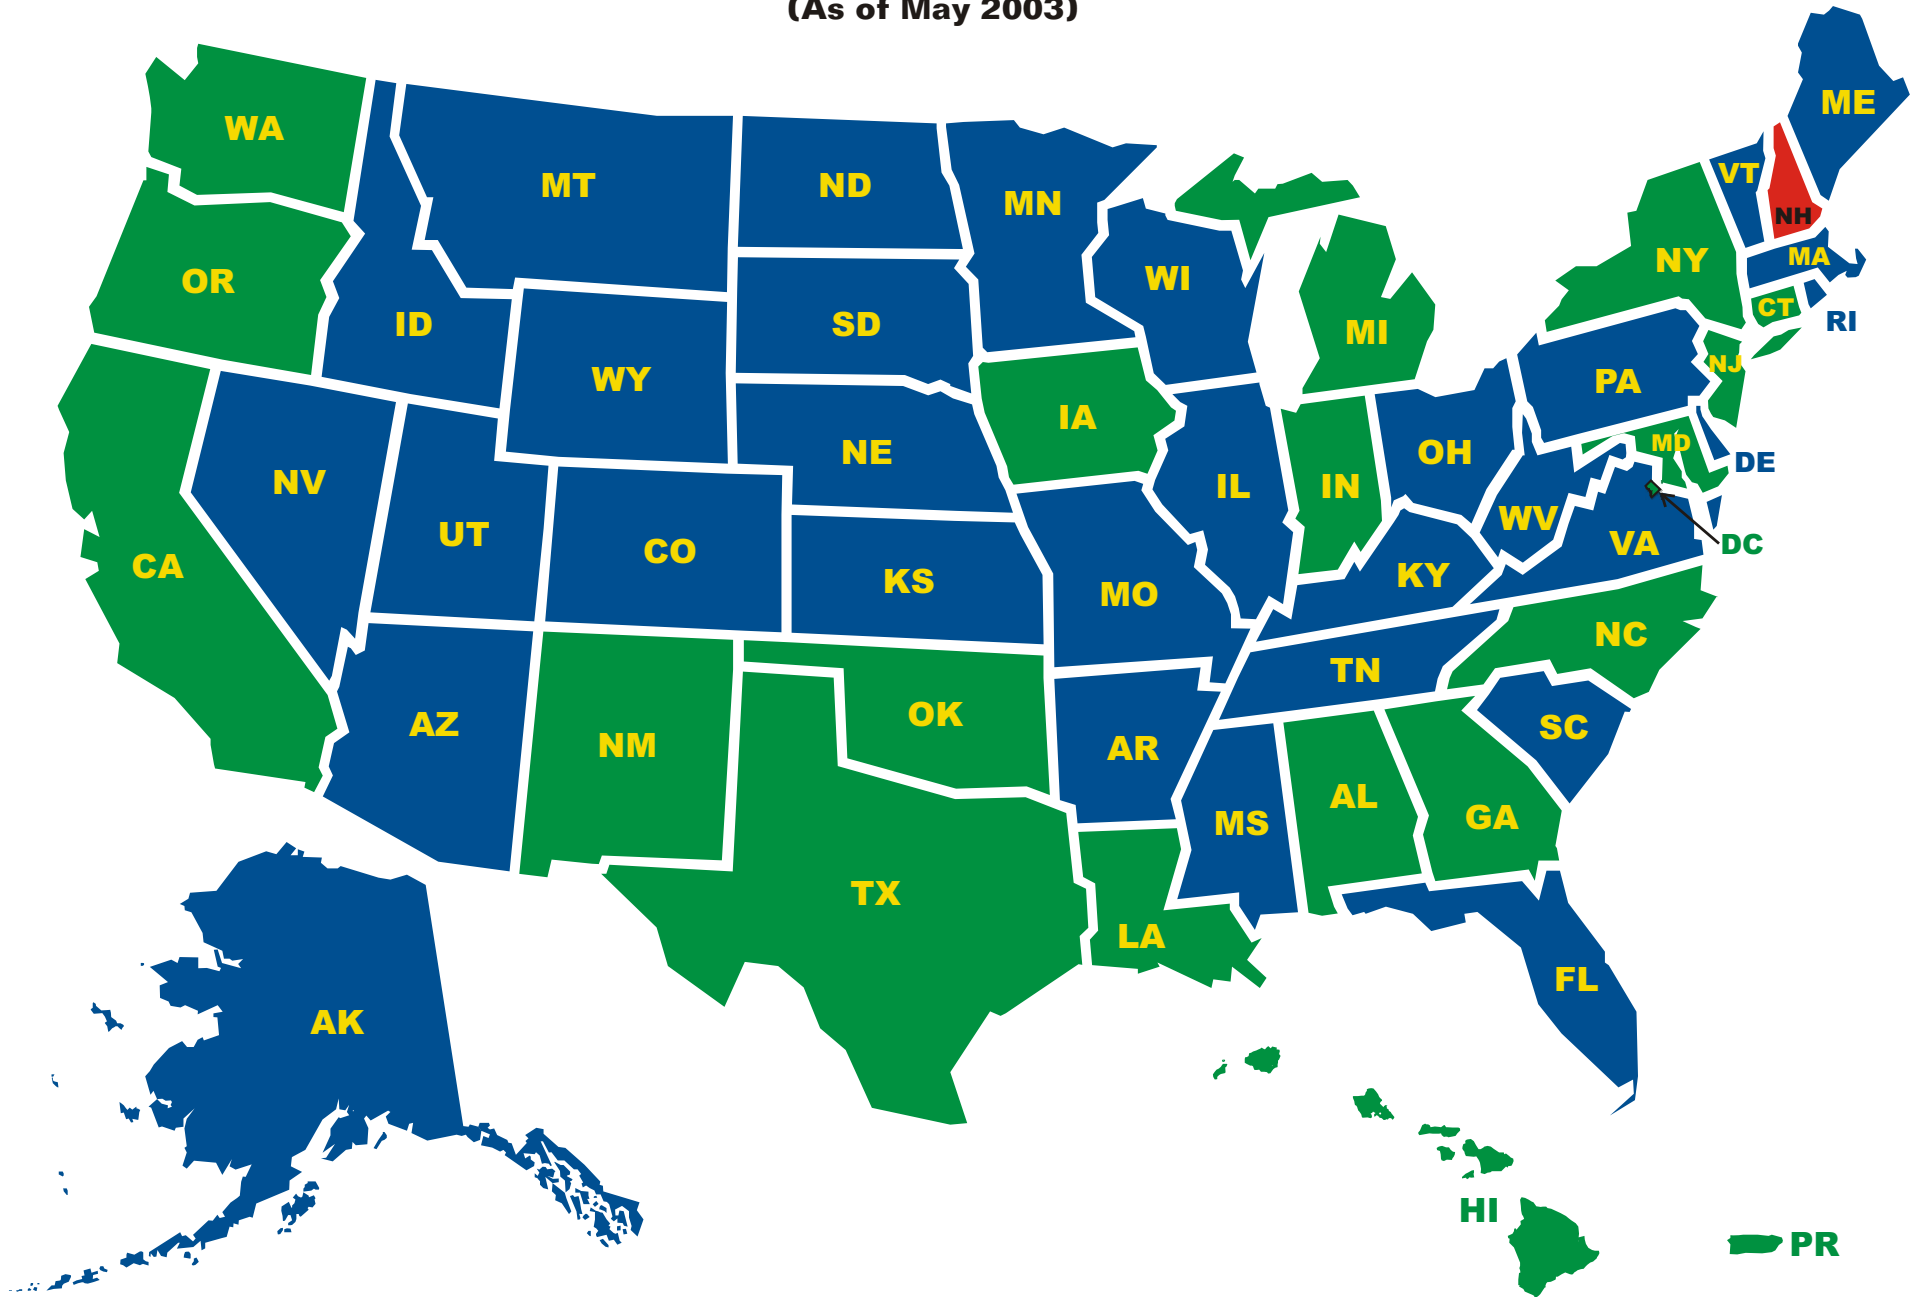 (As of May 2003)
WA
MT
ND
MN
ME
VT
NH
OR
ID
SD
WI
MI
NY
MA
CT
RI
WY
IA
PA
NJ
NV
NE
IL
IN
OH
MD
DE
UT
CO
KS
MO
WV
VA
DC
CA
KY
NC
AZ
NM
OK
AR
TN
SC
TX
LA
MS
AL
GA
FL
AK
HI
PR